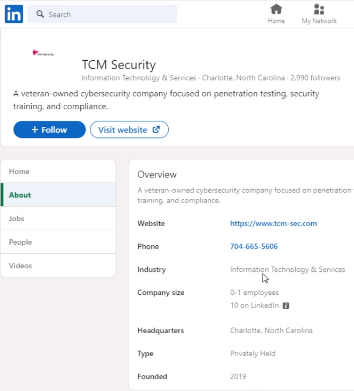 in
Search
Home
My Network
TCM SECURITY
TCM Security
Information Technology & Services · Charlotte, North Carolina · 2,990 followers
A veteran-owned cybersecurity company focused on penetration testing, security
training, and compliance.
+ Follow
Visit website
Home
About
Jobs
People
Videos
Overview
A veteran-owned cybersecurity company focused on penetration
training, and compliance.
Website
https://www.tcm-sec.com
Phone
704-665-5606
Industry
Information Technology & Services
Company size
0-1 employees
10 on LinkedIn
Headquarters
Charlotte, North Carolina
Type
Privately Held
Founded
2019